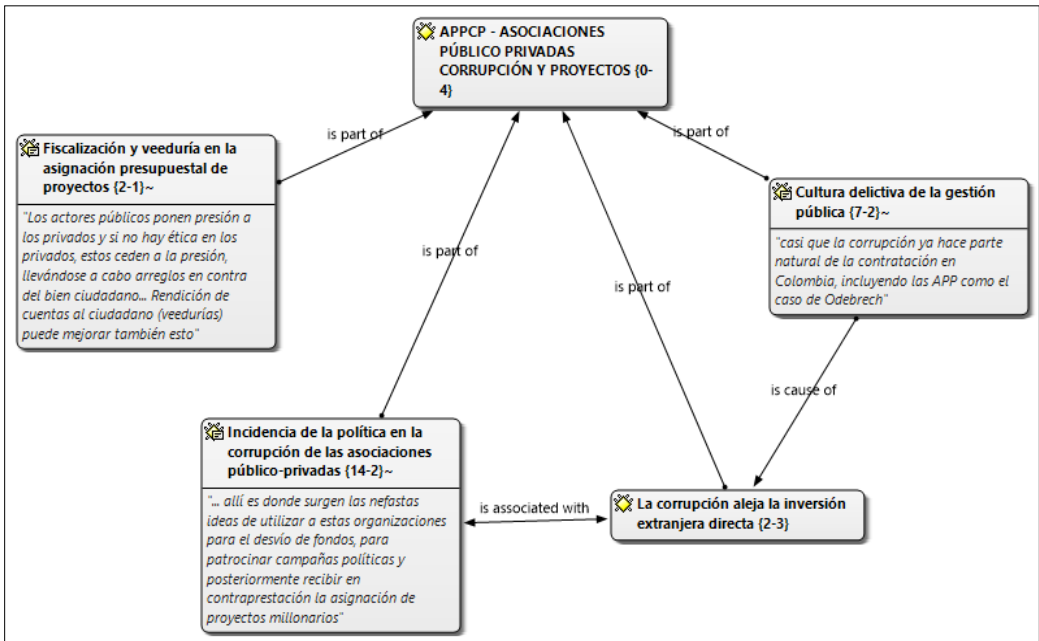 APPCP - ASOCIACIONES
PÚBLICO PRIVADAS
CORRUPCIÓN Y PROYECTOS {0-
4}
is part of
is part of
Fiscalización y veeduría en la
asignación presupuestal de
proyectos {2-1}~
"Los actores públicos ponen presión a
los privados y si no hay ética en los
privados, estos ceden a la presión,
llevándose a cabo arreglos en contra
del bien ciudadano... Rendición de
cuentas al ciudadano (veedurías)
puede mejorar también esto"
Cultura delictiva de la gestión
pública {7-2}~
"casi que la corrupción ya hace parte
natural de la contratación en
Colombia, incluyendo las APP como el
caso de Odebrech"
is part of
is part of
is cause of
Incidencia de la política en la
corrupción de las asociaciones
público-privadas {14-2}~
"... allí es donde surgen las nefastas
ideas de utilizar a estas organizaciones
para el desvío de fondos, para
patrocinar campañas políticas y
posteriormente recibir en
contraprestación la asignación de
proyectos millonarios"
is associated with
La corrupción aleja la inversión
extranjera directa {2-3}